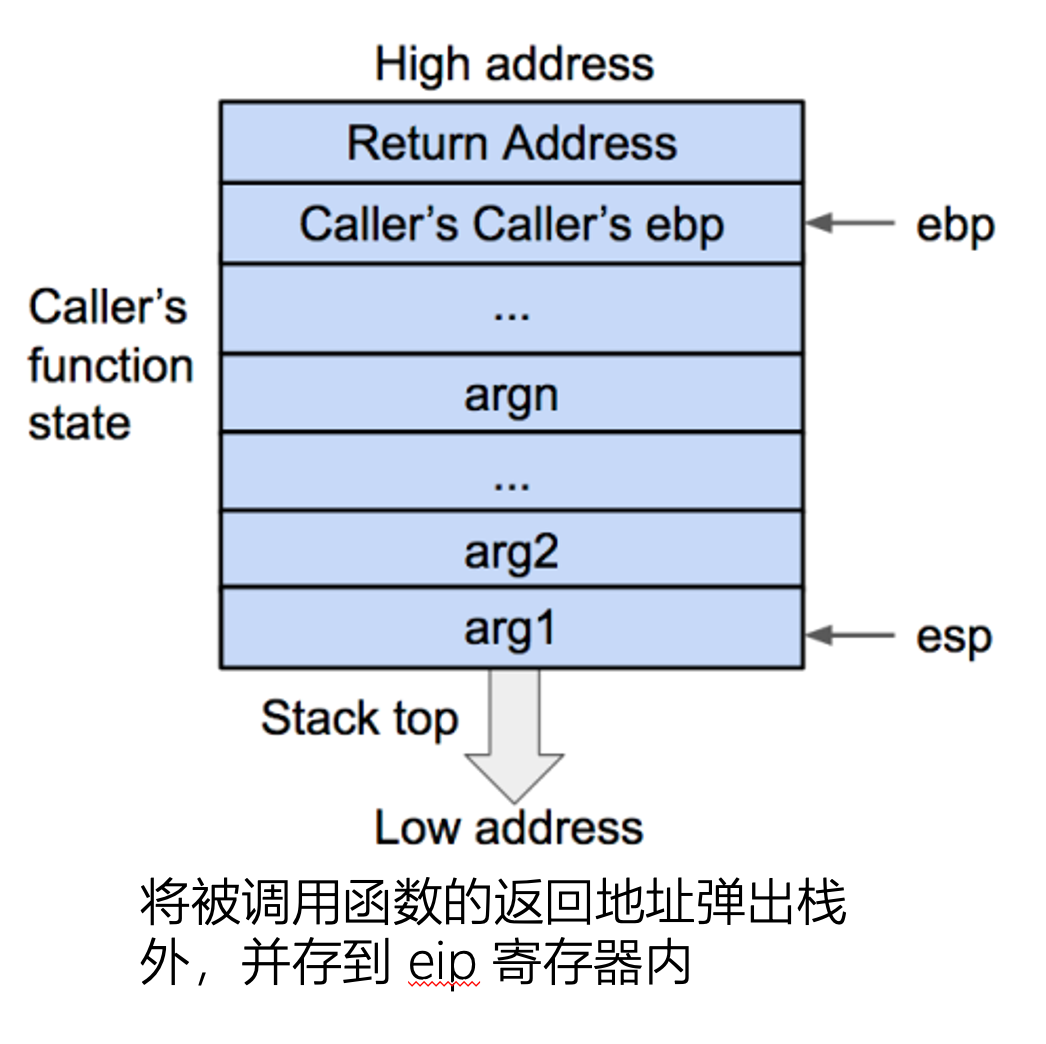 High address
Return Address
Caller’s Caller’s ebp
ebp
...
Caller’s
function
state
argn
...
arg2
arg1
esp
Stack top
Low address
将被调用函数的返回地址弹出栈
外，并存到 eip 寄存器内